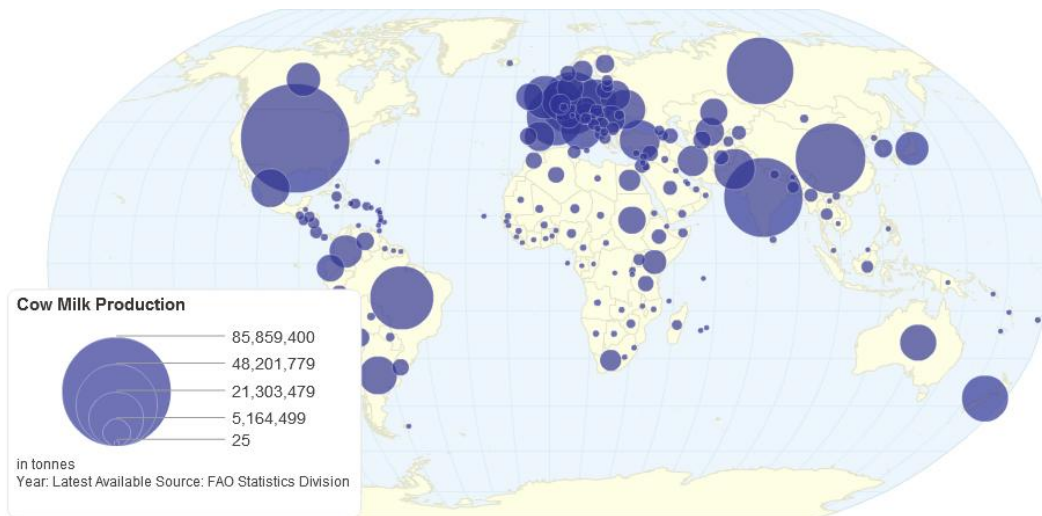 Cow Milk Production
85,859,400
48,201,779
21,303,479
5,164,499
25
in tonnes
Year: Latest Available Source: FAO Statistics Division